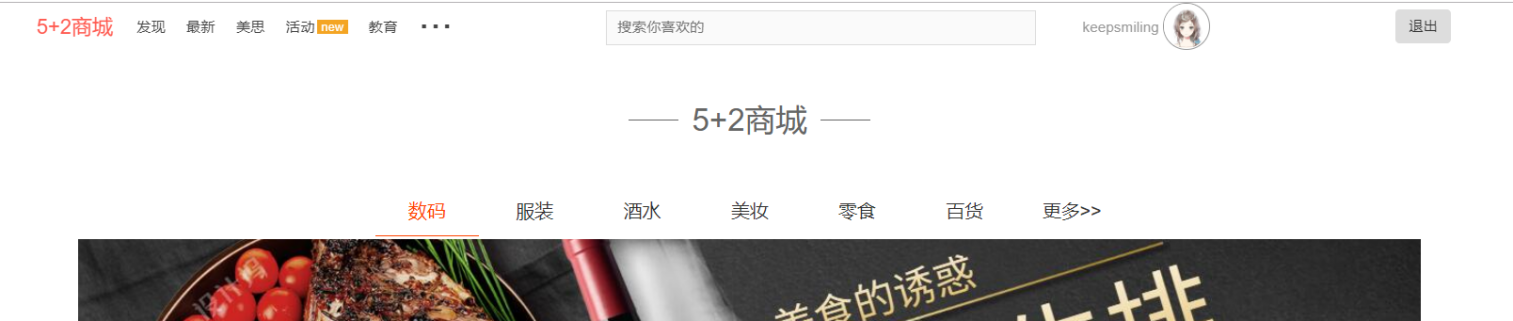 5+2商城 发现 最新 美思 活动 new 教育 ▪▪▪ 搜索你喜欢的 keepsmiling 退出
5+2商城
数码 服装 酒水 美妆 零食 百货 更多>>
美食的诱惑